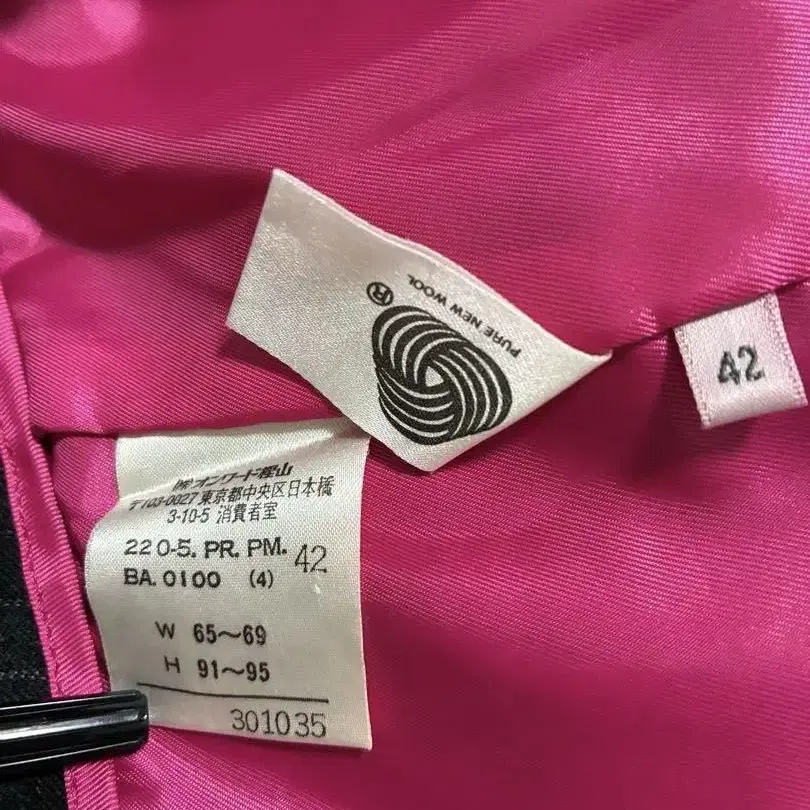 PURE NEW WOOL
®
42
㈱オンワード樫山
〒103-0027 東京都中央区日本橋
3-10-5 消費者室
220-5. PR. PM. 42
BA. 0100 (4)
W 65～69
H 91～95
301035